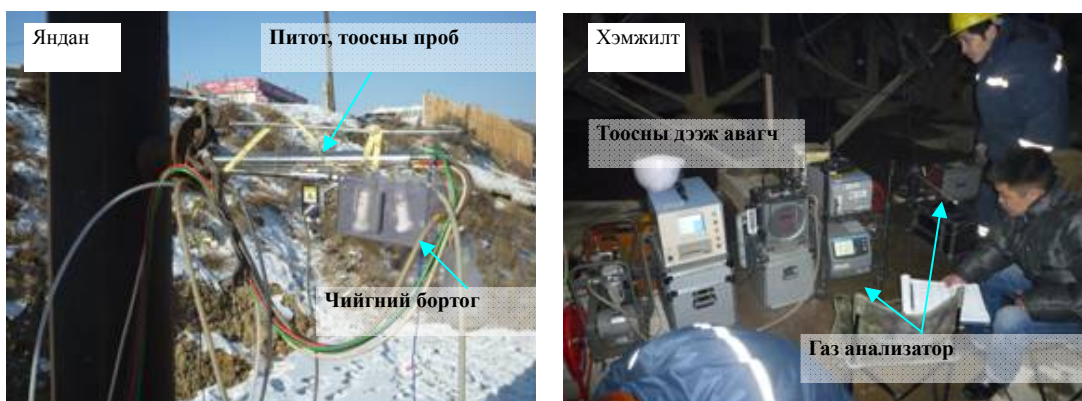 Яндан
Питот, тоосны проб
Чийгний бортог
Хэмжилт
Тоосны дээж авагч
Газ анализатор